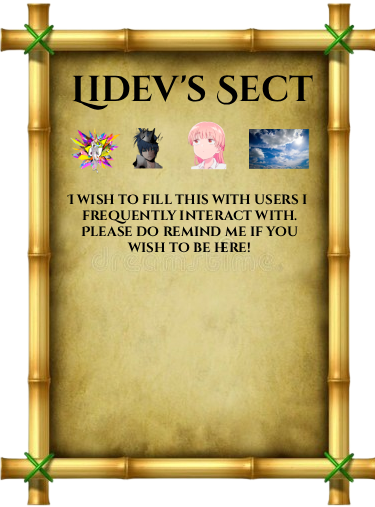 Lidev's Sect
I wish to fill this with users I
frequently interact with.
Please do remind me if you
wish to be here!
dreamstime